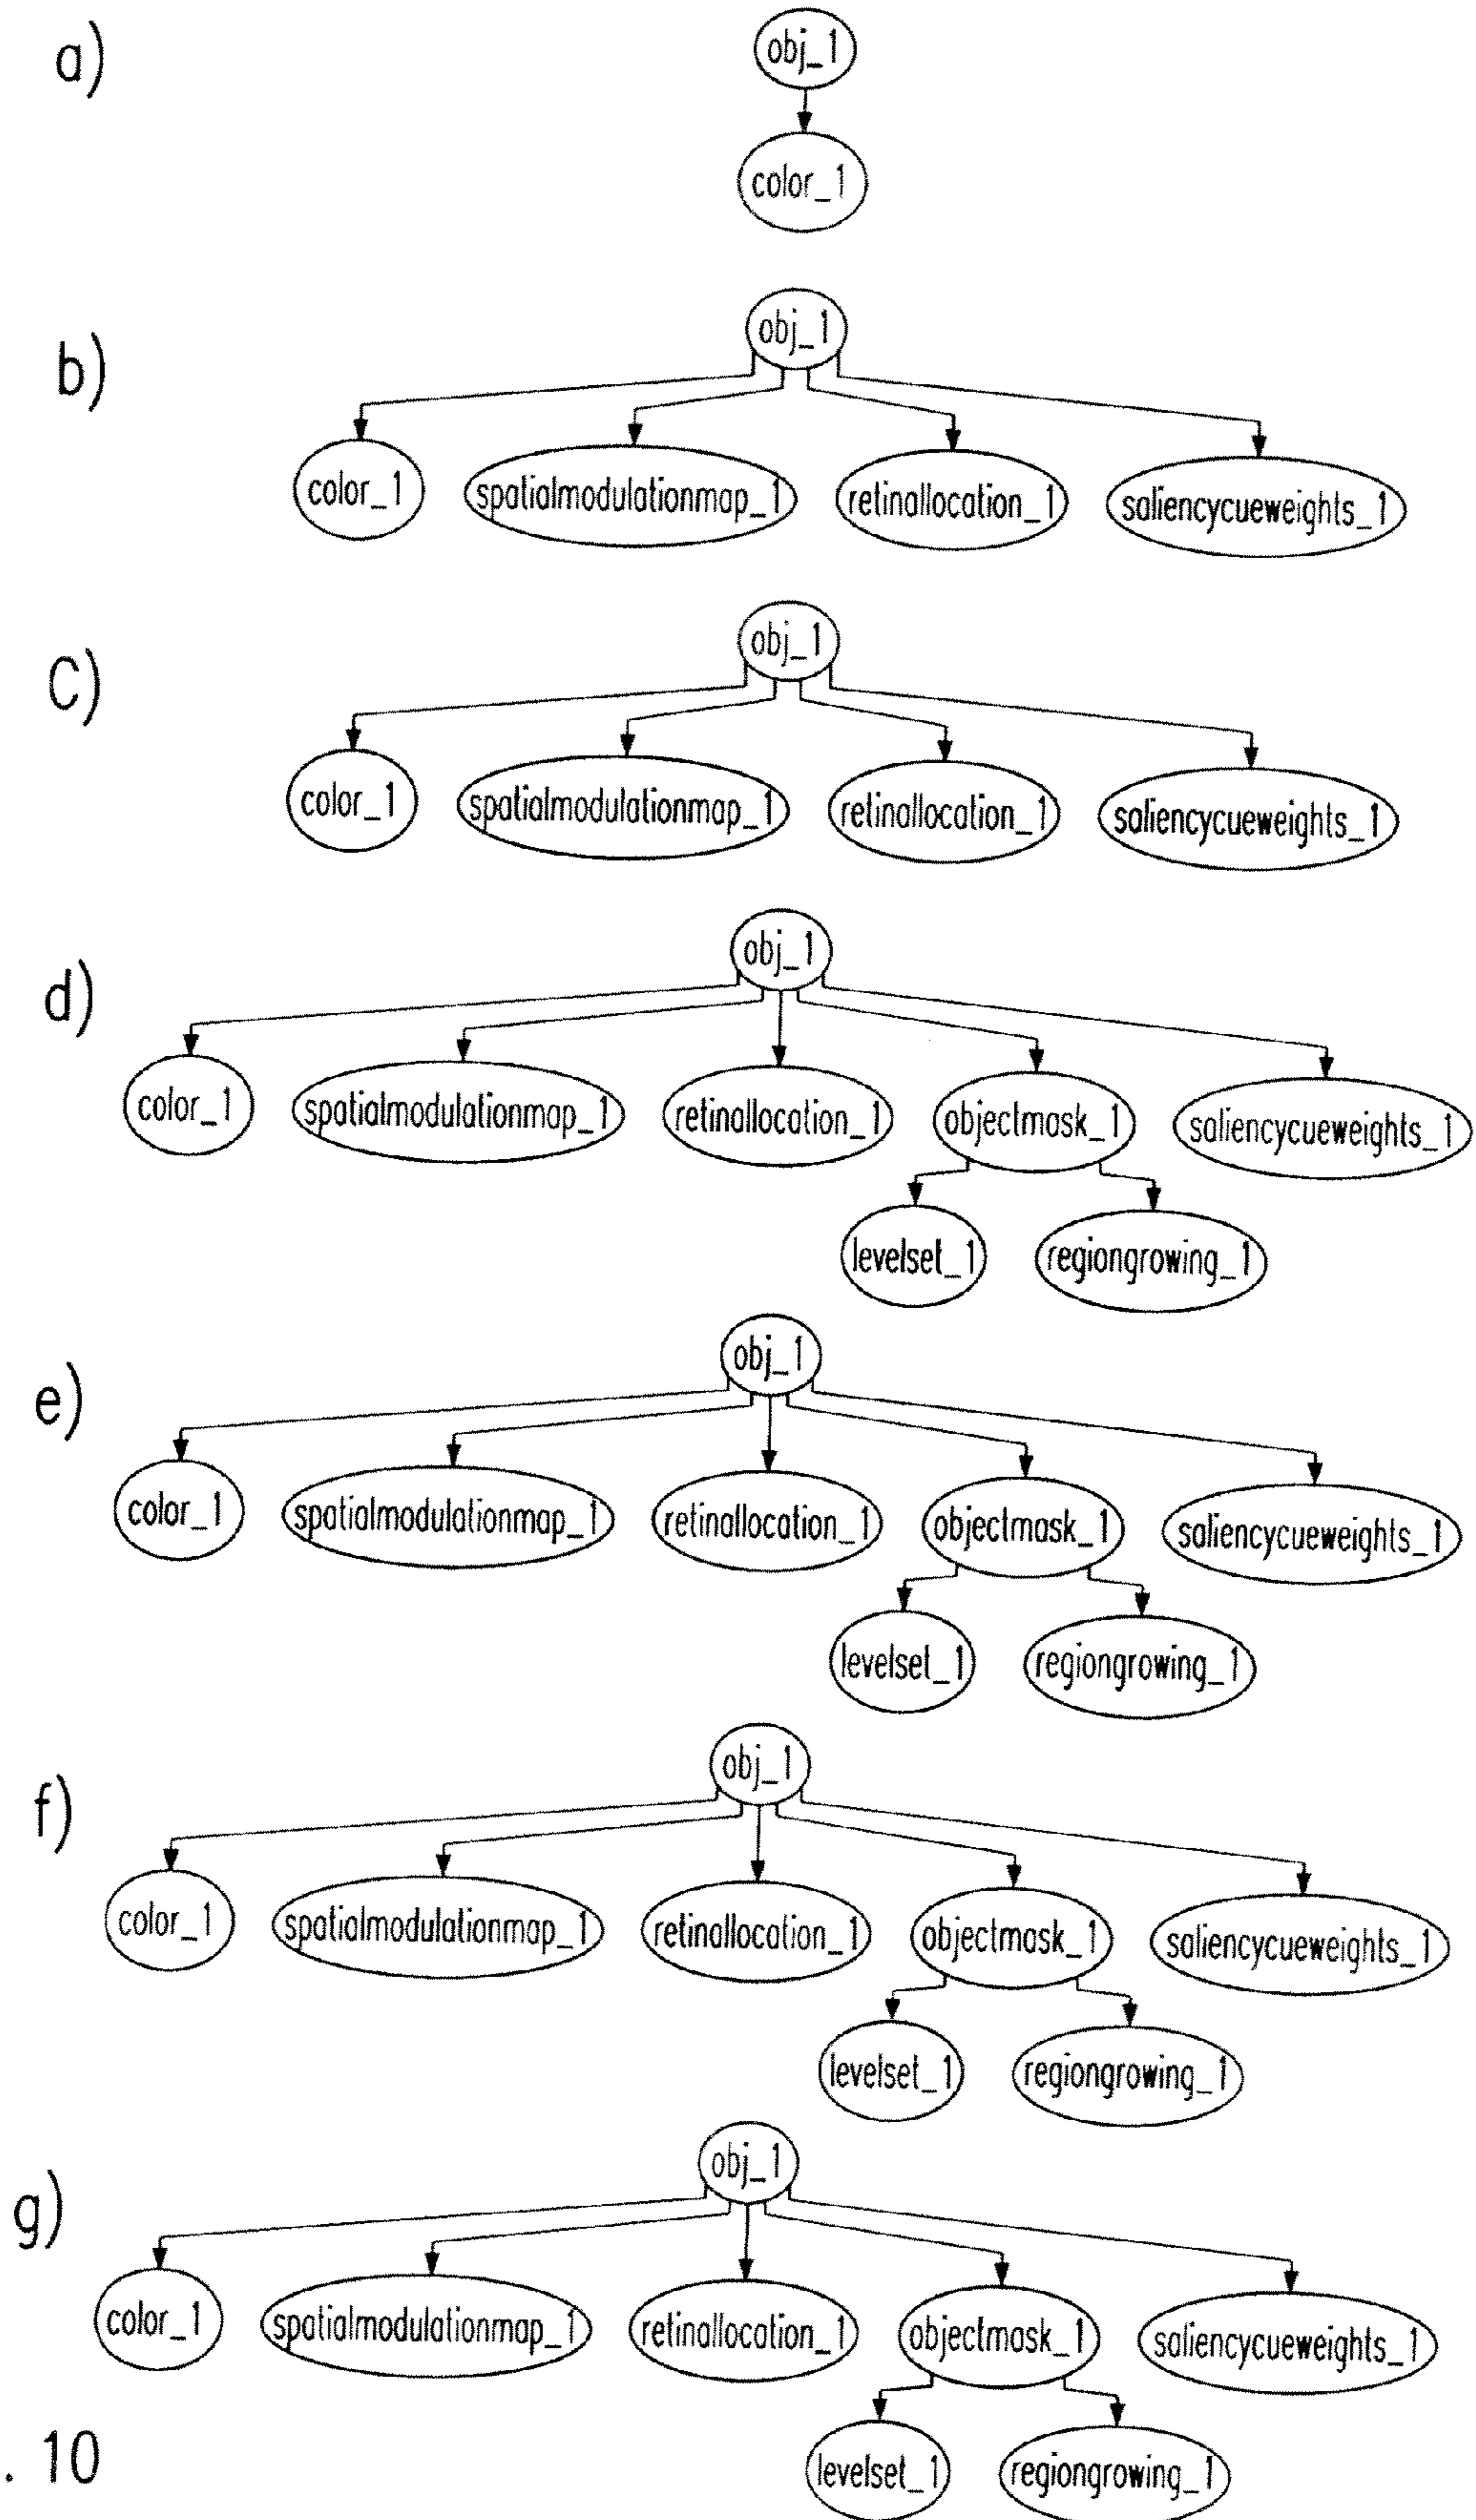 a)
obj_1
color_1
b)
obj_1
color_1 spatialmodulationmap_1 retinallocation_1 saliencycueweights_1
C)
obj_1
color_1 spatialmodulationmap_1 retinallocation_1 saliencycueweights_1
d)
obj_1
color_1 spatialmodulationmap_1 retinallocation_1 objectmask_1 saliencycueweights_1
levelset_1 regiongrowing_1
e)
obj_1
color_1 spatialmodulationmap_1 retinallocation_1 objectmask_1 saliencycueweights_1
levelset_1 regiongrowing_1
f)
obj_1
color_1 spatialmodulationmap_1 retinallocation_1 objectmask_1 saliencycueweights_1
levelset_1 regiongrowing_1
g)
obj_1
color_1 spatialmodulationmap_1 retinallocation_1 objectmask_1 saliencycueweights_1
levelset_1 regiongrowing_1
. 10